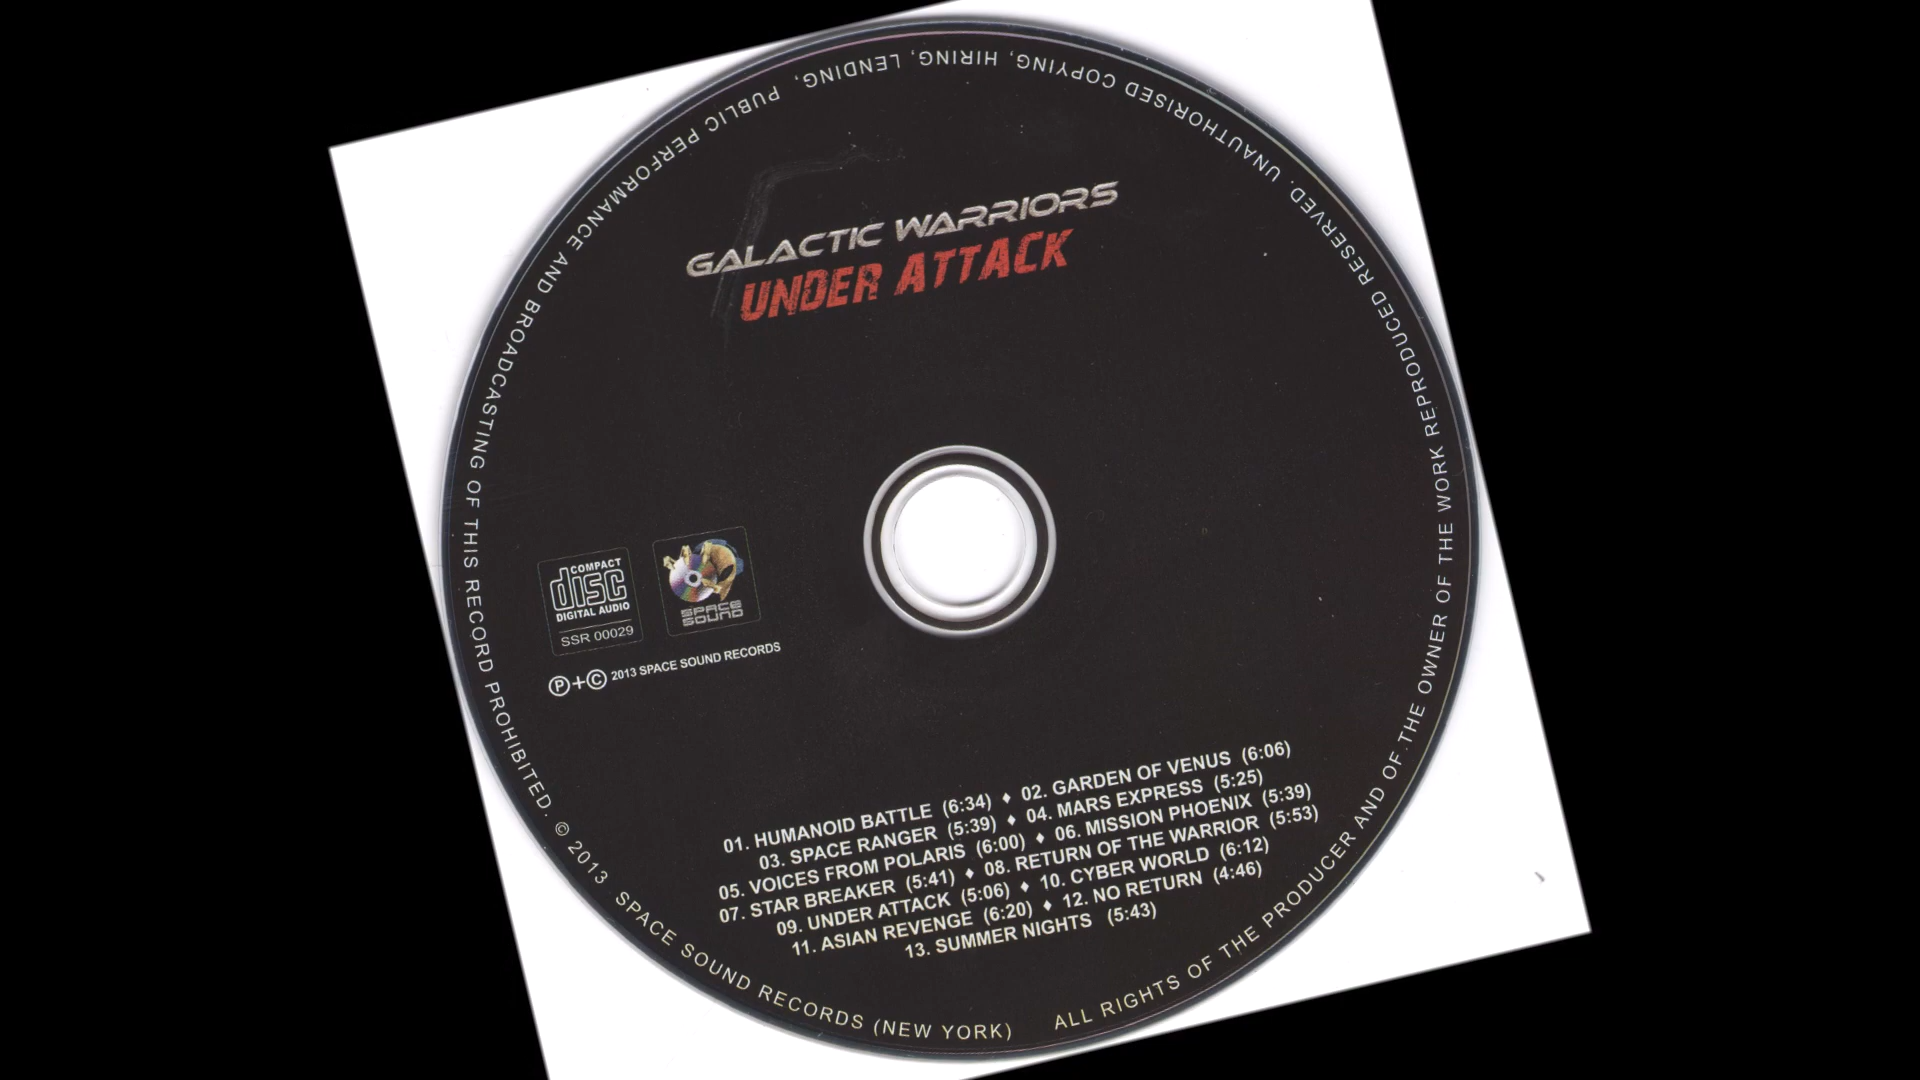 GALACTIC WARRIORS
UNDER ATTACK
COMPACT
disc
DIGITAL AUDIO
SSR 00029
SPACE
SOUND
Ⓟ+© 2013 SPACE SOUND RECORDS
01. HUMANOID BATTLE (6:34) ♦ 02. GARDEN OF VENUS (6:06)
03. SPACE RANGER (5:39) ♦ 04. MARS EXPRESS (5:25)
05. VOICES FROM POLARIS (6:00) ♦ 06. MISSION PHOENIX (5:39)
07. STAR BREAKER (5:41) ♦ 08. RETURN OF THE WARRIOR (5:53)
09. UNDER ATTACK (5:06) ♦ 10. CYBER WORLD (6:12)
11. ASIAN REVENGE (6:20) ♦ 12. NO RETURN (4:46)
13. SUMMER NIGHTS (5:43)
ALL RIGHTS OF THE PRODUCER AND OF THE OWNER OF THE WORK REPRODUCED RESERVED. UNAUTHORISED COPYING, HIRING, LENDING, PUBLIC PERFORMANCE AND BROADCASTING OF THIS RECORD PROHIBITED. © 2013 SPACE SOUND RECORDS (NEW YORK)